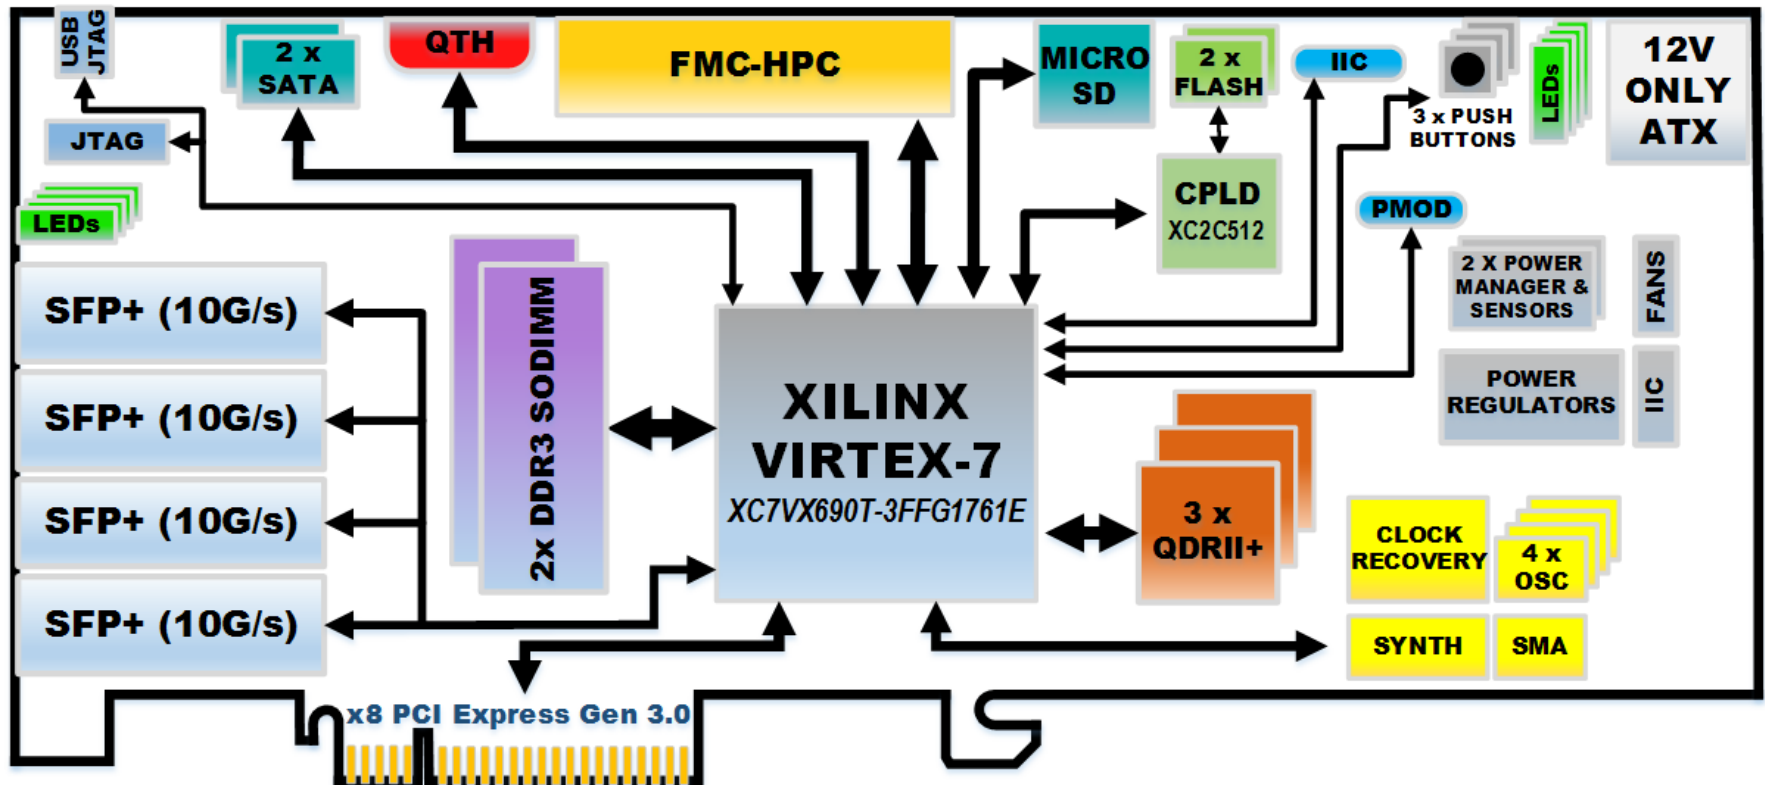 USB
JTAG
2 x
SATA
QTH
FMC-HPC
MICRO
SD
2 x
FLASH
IIC
3 x PUSH
BUTTONS
LEDs
12V
ONLY
ATX
JTAG
LEDs
CPLD
XC2C512
PMOD
2 X POWER
MANAGER &
SENSORS
FANS
POWER
REGULATORS
IIC
SFP+ (10G/s)
SFP+ (10G/s)
SFP+ (10G/s)
SFP+ (10G/s)
2x DDR3 SODIMM
XILINX
VIRTEX-7
XC7VX690T-3FFG1761E
3 x
QDRII+
CLOCK
RECOVERY
4 x
OSC
SYNTH
SMA
x8 PCI Express Gen 3.0